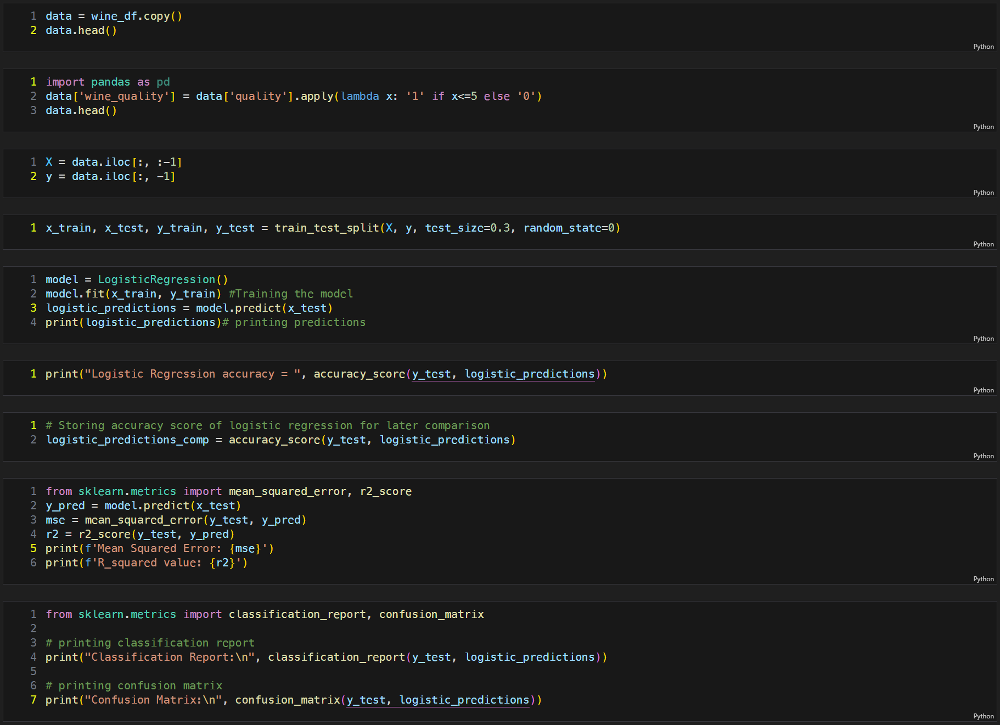 1 data = wine_df.copy()
2 data.head()
Python
1 import pandas as pd
2 data['wine_quality'] = data['quality'].apply(lambda x: '1' if x<=5 else '0')
3 data.head()
Python
1 X = data.iloc[:, :-1]
2 y = data.iloc[:, -1]
Python
1 x_train, x_test, y_train, y_test = train_test_split(X, y, test_size=0.3, random_state=0)
Python
1 model = LogisticRegression()
2 model.fit(x_train, y_train) #Training the model
3 logistic_predictions = model.predict(x_test)
4 print(logistic_predictions)# printing predictions
Python
1 print("Logistic Regression accuracy = ", accuracy_score(y_test, logistic_predictions))
Python
1 # Storing accuracy score of logistic regression for later comparison
2 logistic_predictions_comp = accuracy_score(y_test, logistic_predictions)
Python
1 from sklearn.metrics import mean_squared_error, r2_score
2 y_pred = model.predict(x_test)
3 mse = mean_squared_error(y_test, y_pred)
4 r2 = r2_score(y_test, y_pred)
5 print(f'Mean Squared Error: {mse}')
6 print(f'R_squared value: {r2}')
Python
1 from sklearn.metrics import classification_report, confusion_matrix
2
3 # printing classification report
4 print("Classification Report:\n", classification_report(y_test, logistic_predictions))
5
6 # printing confusion matrix
7 print("Confusion Matrix:\n", confusion_matrix(y_test, logistic_predictions))
Python